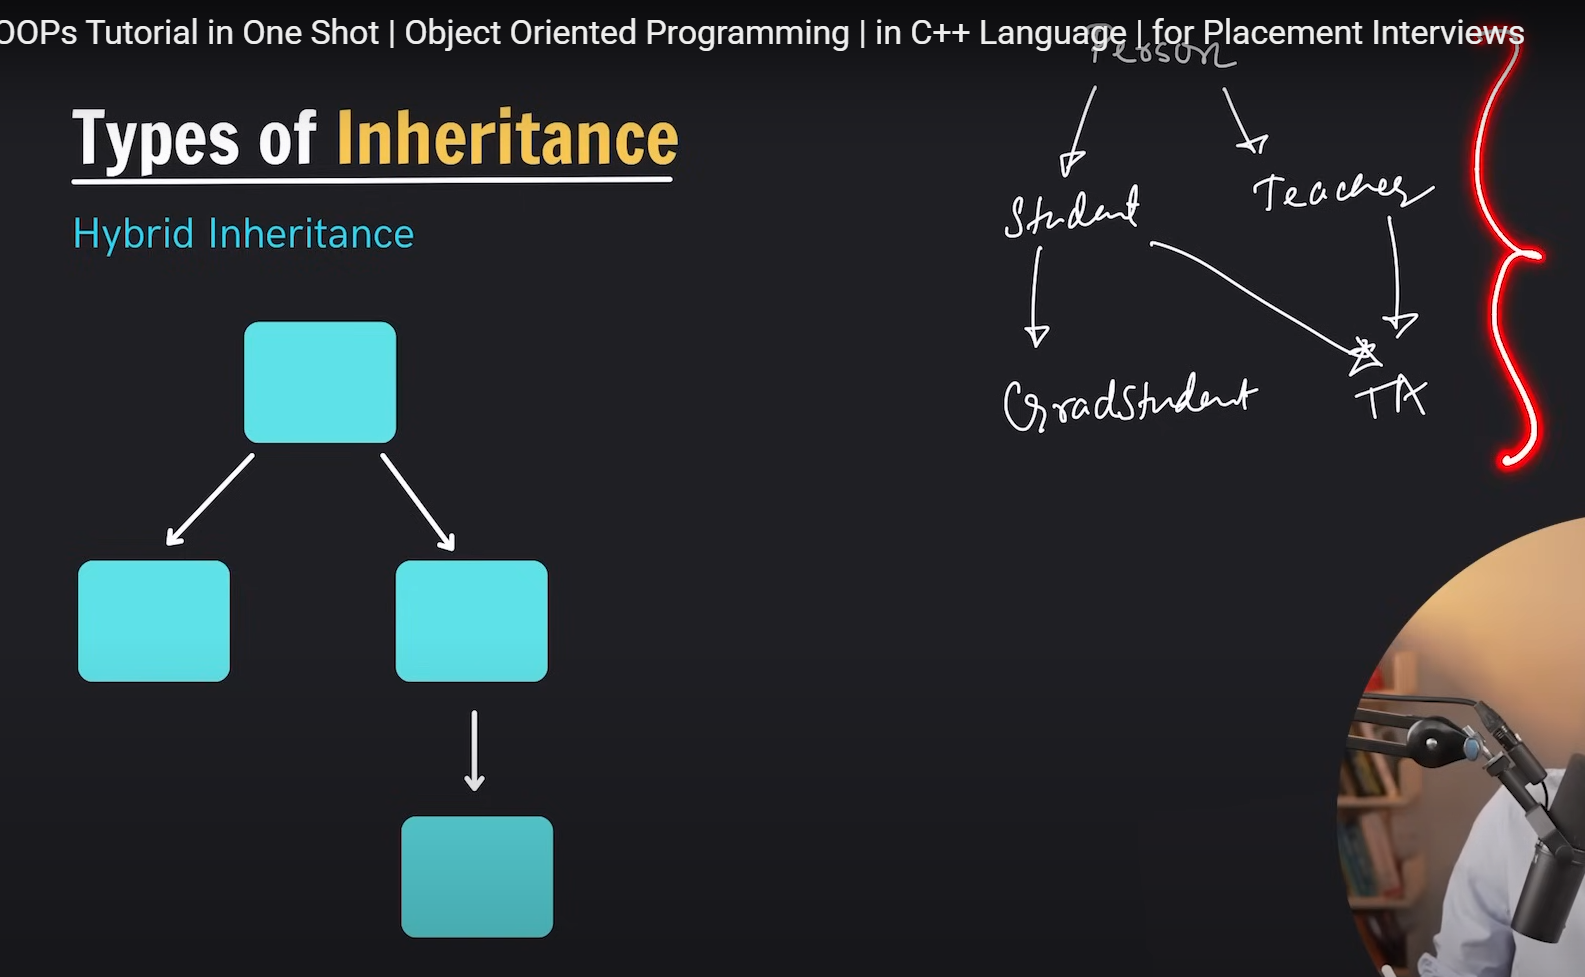 OOPs Tutorial in One Shot | Object Oriented Programming | in C++ Language | for Placement Interviews
Person
Types of Inheritance
Student
Teacher
Hybrid Inheritance
GradStudent
TA